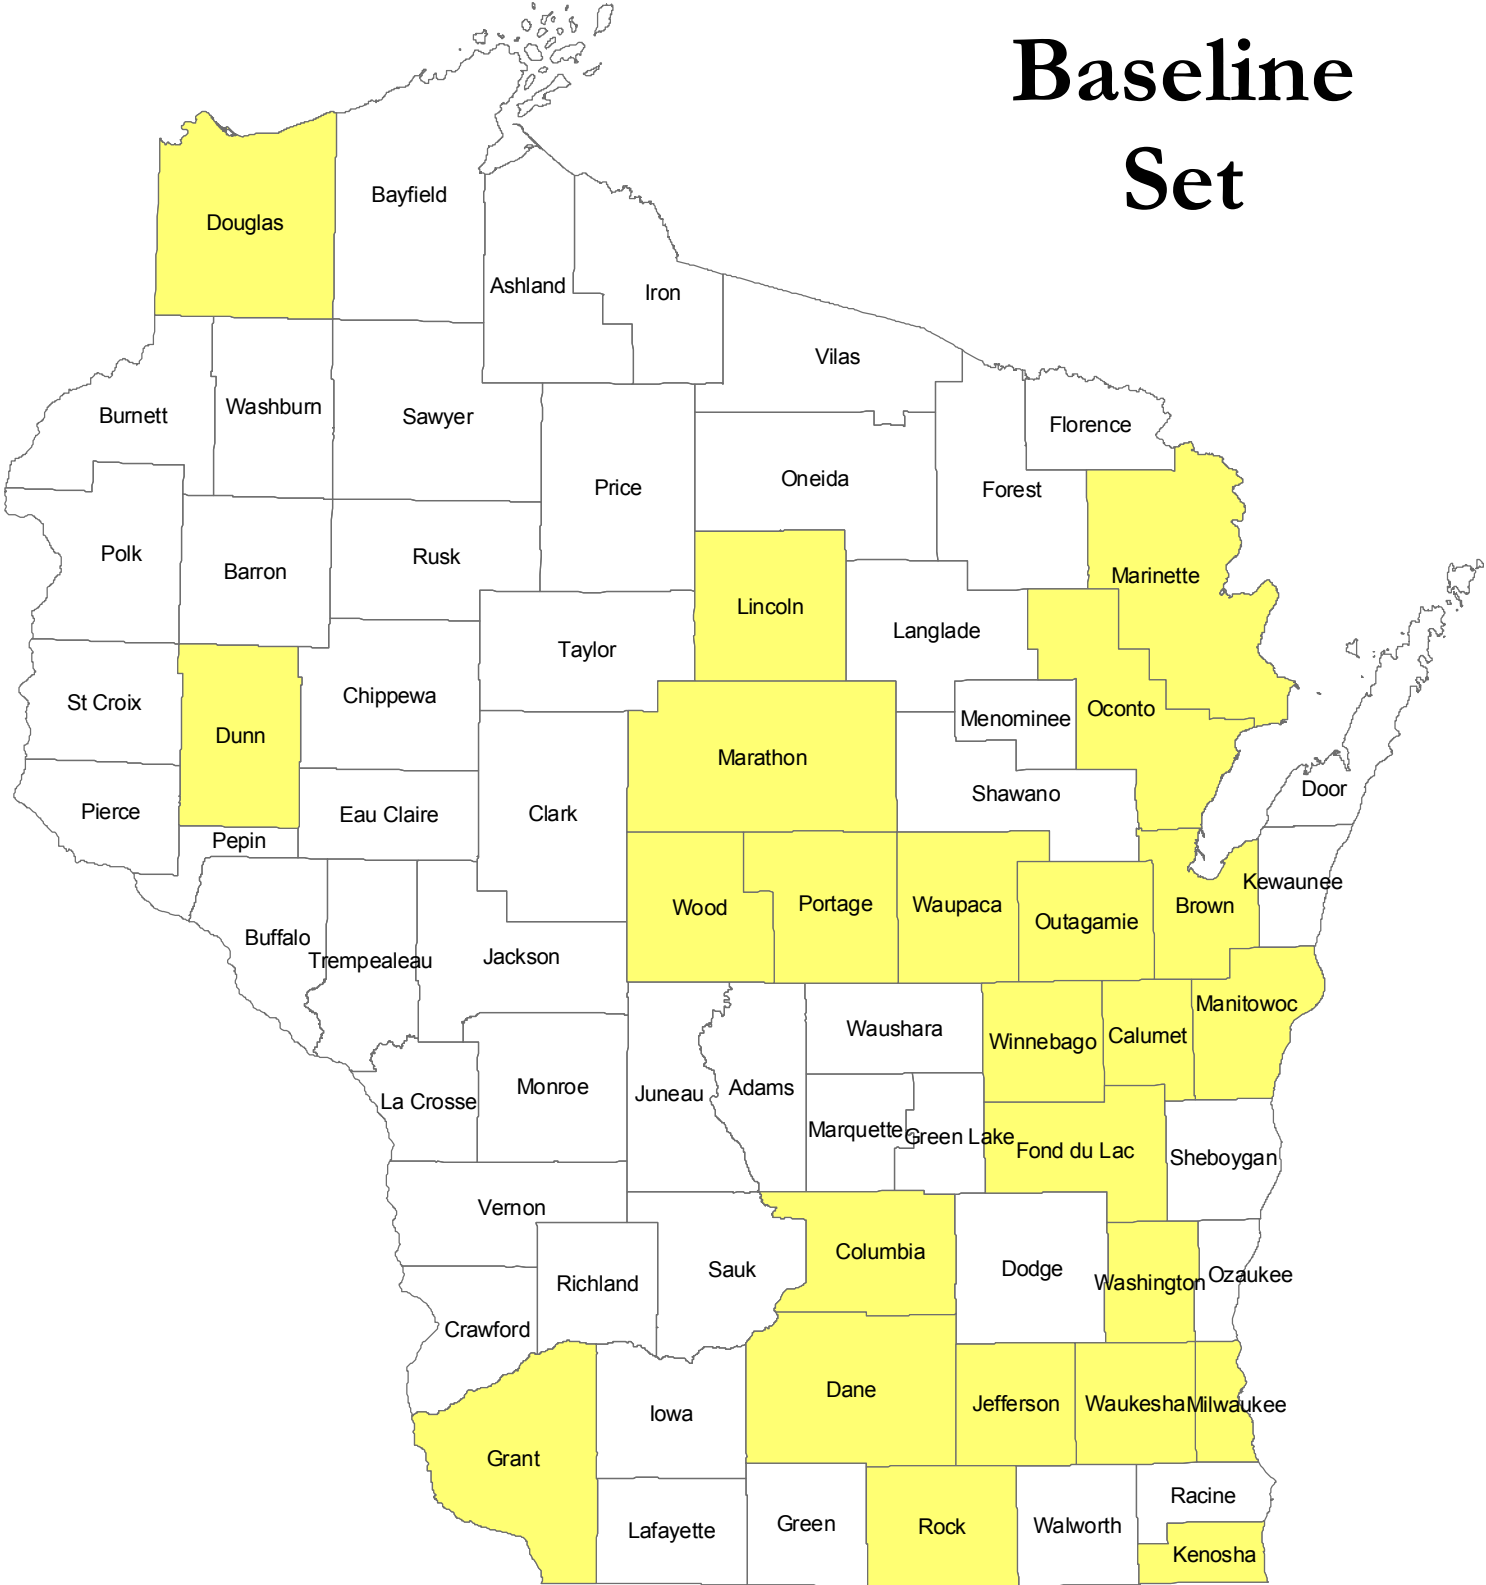 Baseline
Set
Bayfield
Douglas
Ashland
Iron
Vilas
Burnett
Washburn
Sawyer
Florence
Price
Oneida
Forest
Polk
Barron
Rusk
Marinette
Lincoln
Langlade
Taylor
St Croix
Chippewa
Menominee
Oconto
Dunn
Marathon
Shawano
Door
Pierce
Eau Claire
Clark
Pepin
Kewaunee
Wood
Portage
Waupaca
Brown
Outagamie
Buffalo
Trempealeau
Jackson
Manitowoc
Waushara
Winnebago
Calumet
La Crosse
Monroe
Juneau
Adams
Marquette
Green Lake
Fond du Lac
Sheboygan
Vernon
Columbia
Richland
Sauk
Dodge
Washington
Ozaukee
Crawford
Dane
Jefferson
Waukesha
Milwaukee
Iowa
Grant
Racine
Lafayette
Green
Rock
Walworth
Kenosha